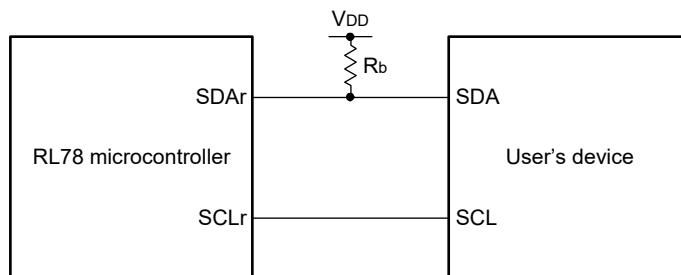 VDD
Rb
SDAr
SDA
RL78 microcontroller
User's device
SCLr
SCL